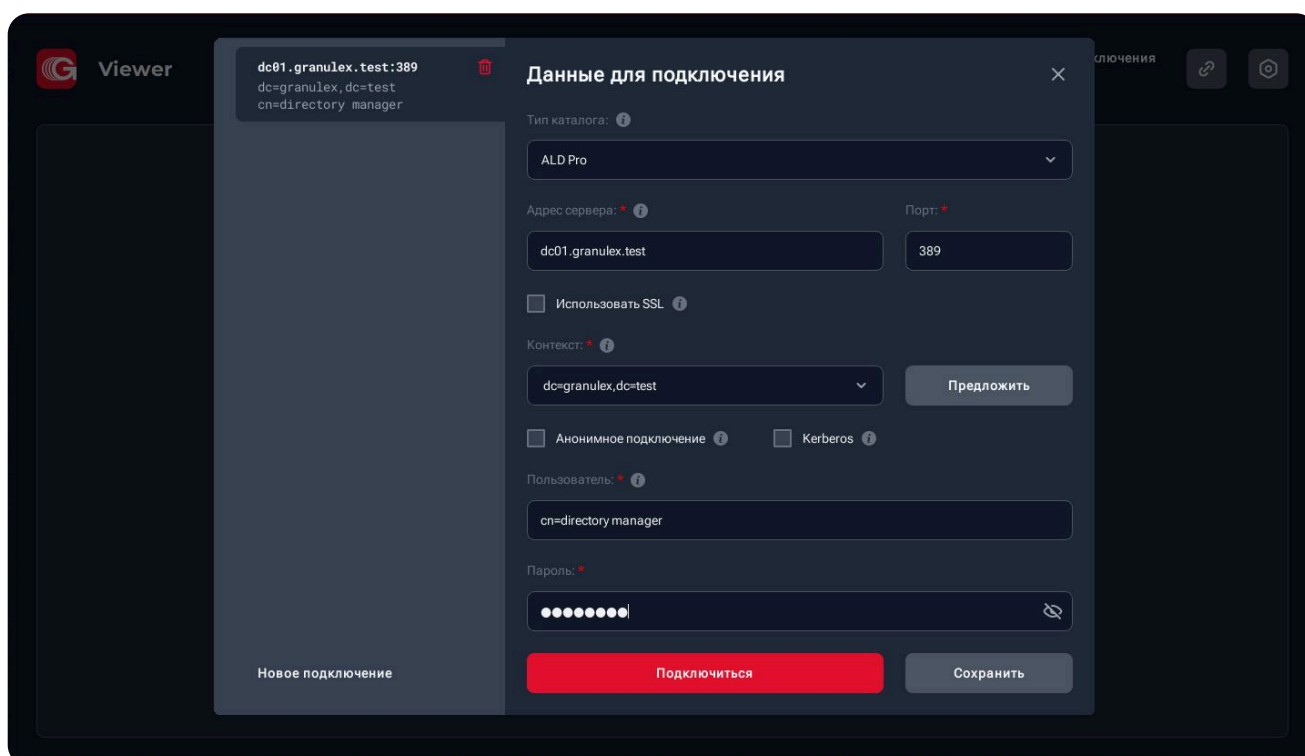 Viewer
dc01.granulex.test:389
dc=granulex,dc=test
cn=directory manager
Новое подключение
Данные для подключения
ключения
Тип каталога:
ALD Pro
Адрес сервера: *
Порт: *
dc01.granulex.test
389
Использовать SSL
Контекст: *
dc=granulex,dc=test
Предложить
Анонимное подключение
Kerberos
Пользователь: *
cn=directory manager
Пароль: *
Подключиться
Сохранить